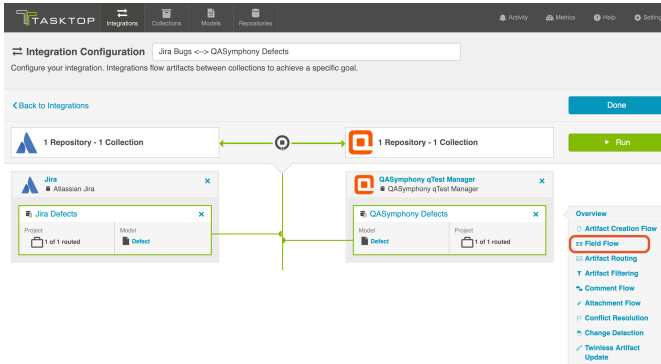 TASKTOP
Integrations
Collections
Models
Repositories
Activity
Metrics
Help
Setting
Integration Configuration
Jira Bugs <--> QASymphony Defects
Configure your integration. Integrations flow artifacts between collections to achieve a specific goal.
Back to Integrations
Done
1 Repository - 1 Collection
1 Repository - 1 Collection
Run
Jira
Atlassian Jira
QASymphony qTest Manager
QASymphony qTest Manager
Jira Defects
Project
1 of 1 routed
Model
Defect
QASymphony Defects
Model
Defect
Project
1 of 1 routed
Overview
Artifact Creation Flow
Field Flow
Artifact Routing
Artifact Filtering
Comment Flow
Attachment Flow
Conflict Resolution
Change Detection
Twinless Artifact
Update